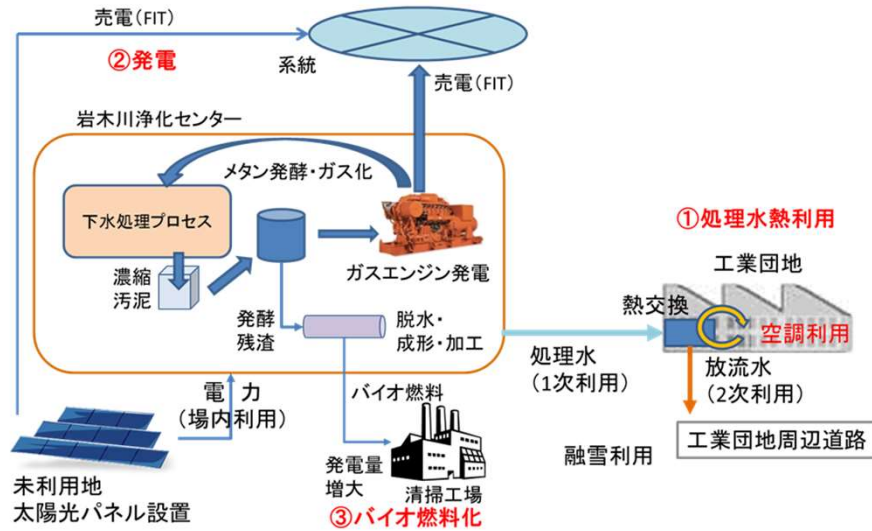 売電(FIT)
②発電
系統
売電(FIT)
岩木川浄化センター
メタン発酵・ガス化
下水処理プロセス
濃縮
汚泥
ガスエンジン発電
発酵
残渣
脱水・
成形・加工
①処理水熱利用
工業団地
熱交換
空調利用
処理水
(1次利用)
放流水
(2次利用)
電 力
(場内利用)
バイオ燃料
発電量
増大
清掃工場
③バイオ燃料化
融雪利用
工業団地周辺道路
未利用地
太陽光パネル設置